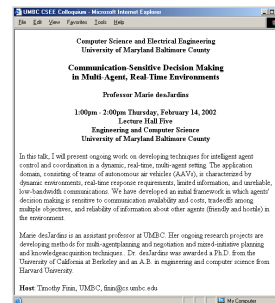 UMBC CSEE Colloquium - Microsoft Internet Explorer
File Edit View Favorites Tools Help
Computer Science and Electrical Engineering
University of Maryland Baltimore County
Communication-Sensitive Decision Making
in Multi-Agent, Real-Time Environments
Professor Marie desJardins
1:00pm - 2:00pm Thursday, February 14, 2002
Lecture Hall Five
Engineering and Computer Science
University of Maryland Baltimore County
In this talk, I will present ongoing work on developing techniques for intelligent agent
control and coordination in a dynamic, real-time, multi-agent setting. The application
domain, consisting of teams of autonomous air vehicles (AAVs), is characterized by
dynamic environments, real-time response requirements, limited information, and unreliable,
low-bandwidth communications. We have developed an initial framework in which agents'
decision making is sensitive to communication availability and costs, tradeoffs among
multiple objectives, and reliability of information about other agents (friendly and hostile) in
the environment.
Marie desJardins is an assistant professor at UMBC. Her ongoing research projects are
developing methods for multi-agentplanning and negotiation and mixed-initiative planning
and knowledgeacquisition techniques.. Dr. desJardins was awarded a Ph.D. from the
University of California at Berkeley and an A.B. in engineering and computer science from
Harvard University.
Host: Timothy Finin, UMBC, finin@cs.umbc.edu
My Computer